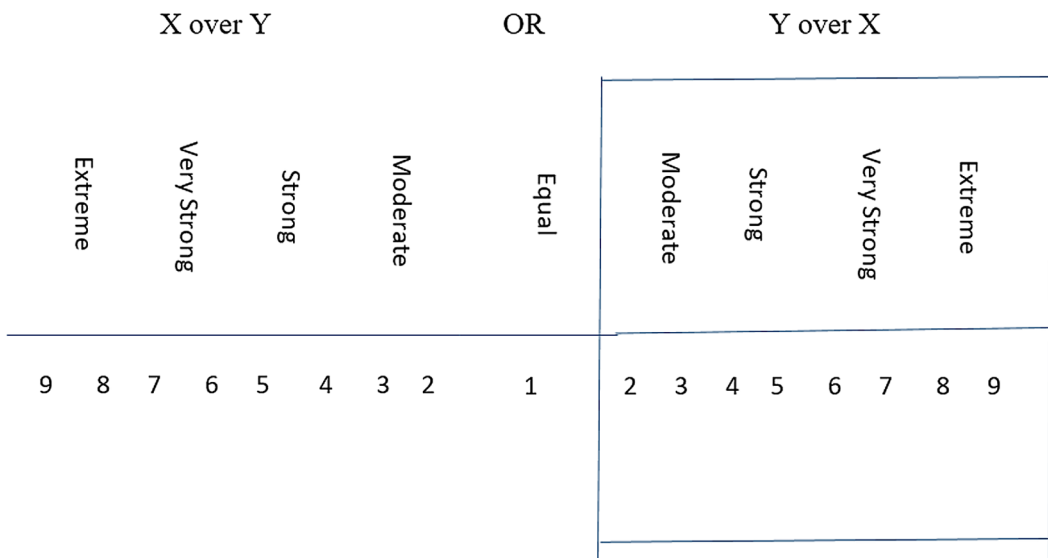 X over Y OR Y over X
Extreme Very Strong Strong Moderate Equal Moderate Strong Very Strong Extreme
9 8 7 6 5 4 3 2 1 2 3 4 5 6 7 8 9